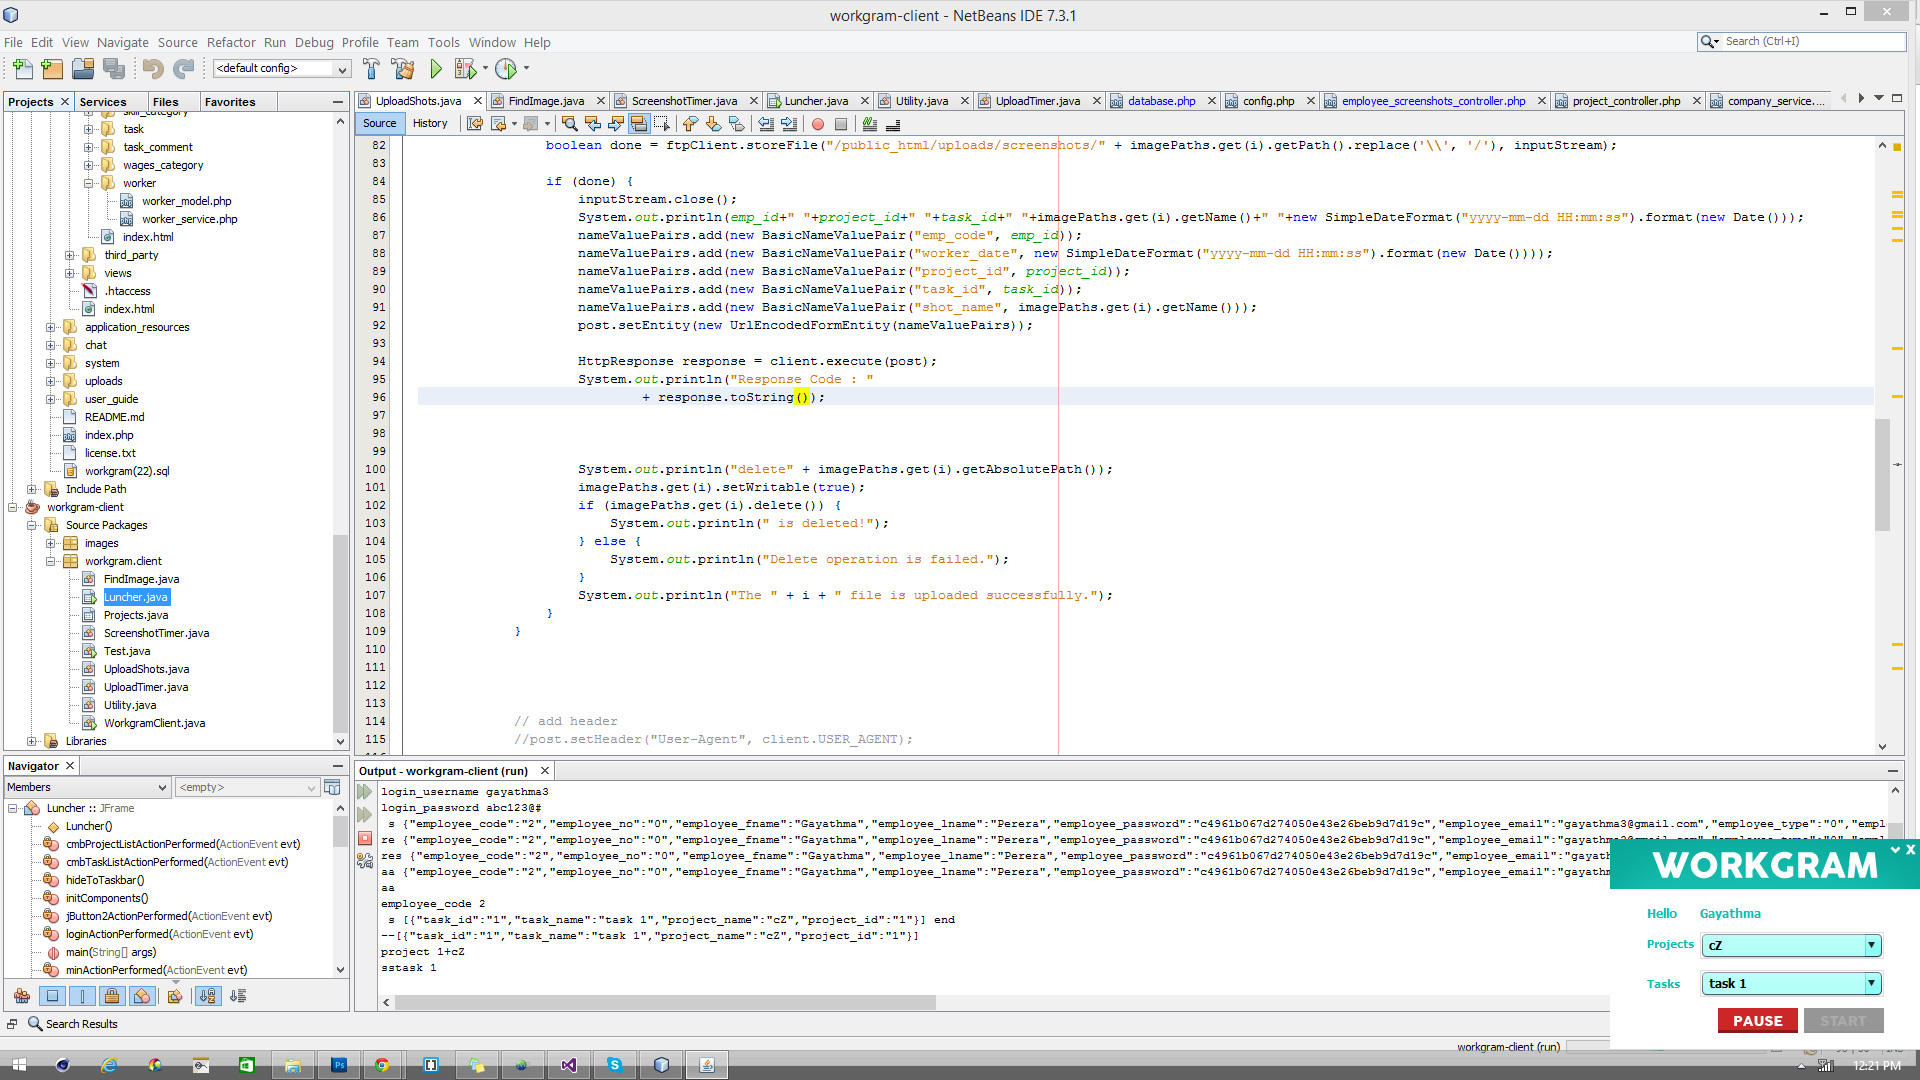 workgram-client - NetBeans IDE 7.3.1
File Edit View Navigate Source Refactor Run Debug Profile Team Tools Window Help
Search (Ctrl+I)
<default config>
Projects Services Files Favorites
task
task_comment
wages_category
worker
worker_model.php
worker_service.php
index.html
third_party
views
.htaccess
index.html
application_resources
chat
system
uploads
user_guide
README.md
index.php
license.txt
workgram(22).sql
Include Path
workgram-client
Source Packages
images
workgram.client
FindImage.java
Luncher.java
Projects.java
ScreenshotTimer.java
Test.java
UploadShots.java
UploadTimer.java
Utility.java
WorkgramClient.java
Libraries
UploadShots.java FindImage.java ScreenshotTimer.java Luncher.java Utility.java UploadTimer.java database.php config.php employee_screenshots_controller.php project_controller.php company_service....
Source History
82 boolean done = ftpClient.storeFile("/public_html/uploads/screenshots/" + imagePaths.get(i).getPath().replace('\\', '/'), inputStream);
83
84 if (done) {
85 inputStream.close();
86 System.out.println(emp_id+" "+project_id+" "+task_id+" "+imagePaths.get(i).getName()+" "+new SimpleDateFormat("yyyy-mm-dd HH:mm:ss").format(new Date()));
87 nameValuePairs.add(new BasicNameValuePair("emp_code", emp_id));
88 nameValuePairs.add(new BasicNameValuePair("worker_date", new SimpleDateFormat("yyyy-mm-dd HH:mm:ss").format(new Date())));
89 nameValuePairs.add(new BasicNameValuePair("project_id", project_id));
90 nameValuePairs.add(new BasicNameValuePair("task_id", task_id));
91 nameValuePairs.add(new BasicNameValuePair("shot_name", imagePaths.get(i).getName()));
92 post.setEntity(new UrlEncodedFormEntity(nameValuePairs));
93
94 HttpResponse response = client.execute(post);
95 System.out.println("Response Code : "
96 + response.toString());
97
98
99
100 System.out.println("delete" + imagePaths.get(i).getAbsolutePath());
101 imagePaths.get(i).setWritable(true);
102 if (imagePaths.get(i).delete()) {
103 System.out.println(" is deleted!");
104 } else {
105 System.out.println("Delete operation is failed.");
106 }
107 System.out.println("The " + i + " file is uploaded successfully.");
108 }
109 }
110
111
112
113
114 // add header
115 //post.setHeader("User-Agent", client.USER_AGENT);
Navigator
Members <empty>
Luncher :: JFrame
Luncher()
cmbProjectListActionPerformed(ActionEvent evt)
cmbTaskListActionPerformed(ActionEvent evt)
hideToTaskbar()
initComponents()
jButton2ActionPerformed(ActionEvent evt)
loginActionPerformed(ActionEvent evt)
main(String[] args)
minActionPerformed(ActionEvent evt)
Output - workgram-client (run)
login_username gayathma3
login_password abc123@#
s {"employee_code":"2","employee_no":"0","employee_fname":"Gayathma","employee_lname":"Perera","employee_password":"c4961b067d274050e43e26beb9d7d19c","employee_email":"gayathma3@gmail.com","employee_type":"0","empl
re {"employee_code":"2","employee_no":"0","employee_fname":"Gayathma","employee_lname":"Perera","employee_password":"c4961b067d274050e43e26beb9d7d19c","employee_email":"gayathma3@gmail.com","employee_type":"0","emp
res {"employee_code":"2","employee_no":"0","employee_fname":"Gayathma","employee_lname":"Perera","employee_password":"c4961b067d274050e43e26beb9d7d19c","employee_email":"gayath
aa {"employee_code":"2","employee_no":"0","employee_fname":"Gayathma","employee_lname":"Perera","employee_password":"c4961b067d274050e43e26beb9d7d19c","employee_email":"gayathm
aa
employee_code 2
s [{"task_id":"1","task_name":"task 1","project_name":"cZ","project_id":"1"}] end
--[{"task_id":"1","task_name":"task 1","project_name":"cZ","project_id":"1"}]
project 1+cZ
sstask 1
WORKGRAM
X
Hello Gayathma
Projects cZ
Tasks task 1
PAUSE START
Search Results
workgram-client (run)
12:21 PM